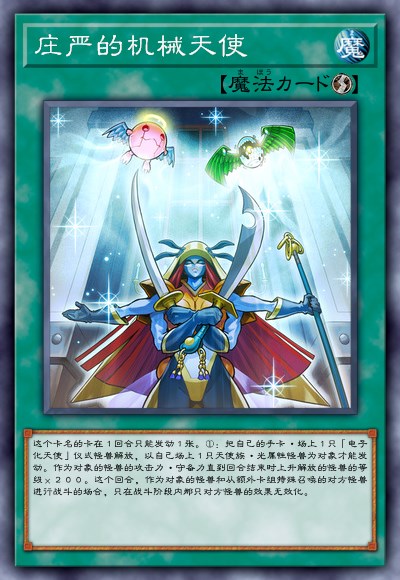 庄严的机械天使
魔
【魔法カード】
这个卡名的卡在１回合只能发动１张。①：把自己的手卡・场上１只「电子
化天使」仪式怪兽解放，以自己场上１只天使族・光属性怪兽为对象才能发
动。作为对象的怪兽的攻击力・守备力直到回合结束时上升解放的怪兽的等
级×２００。这个回合，作为对象的怪兽和从额外卡组特殊召唤的对方怪兽
进行战斗的场合，只在战斗阶段内那只对方怪兽的效果无效化。